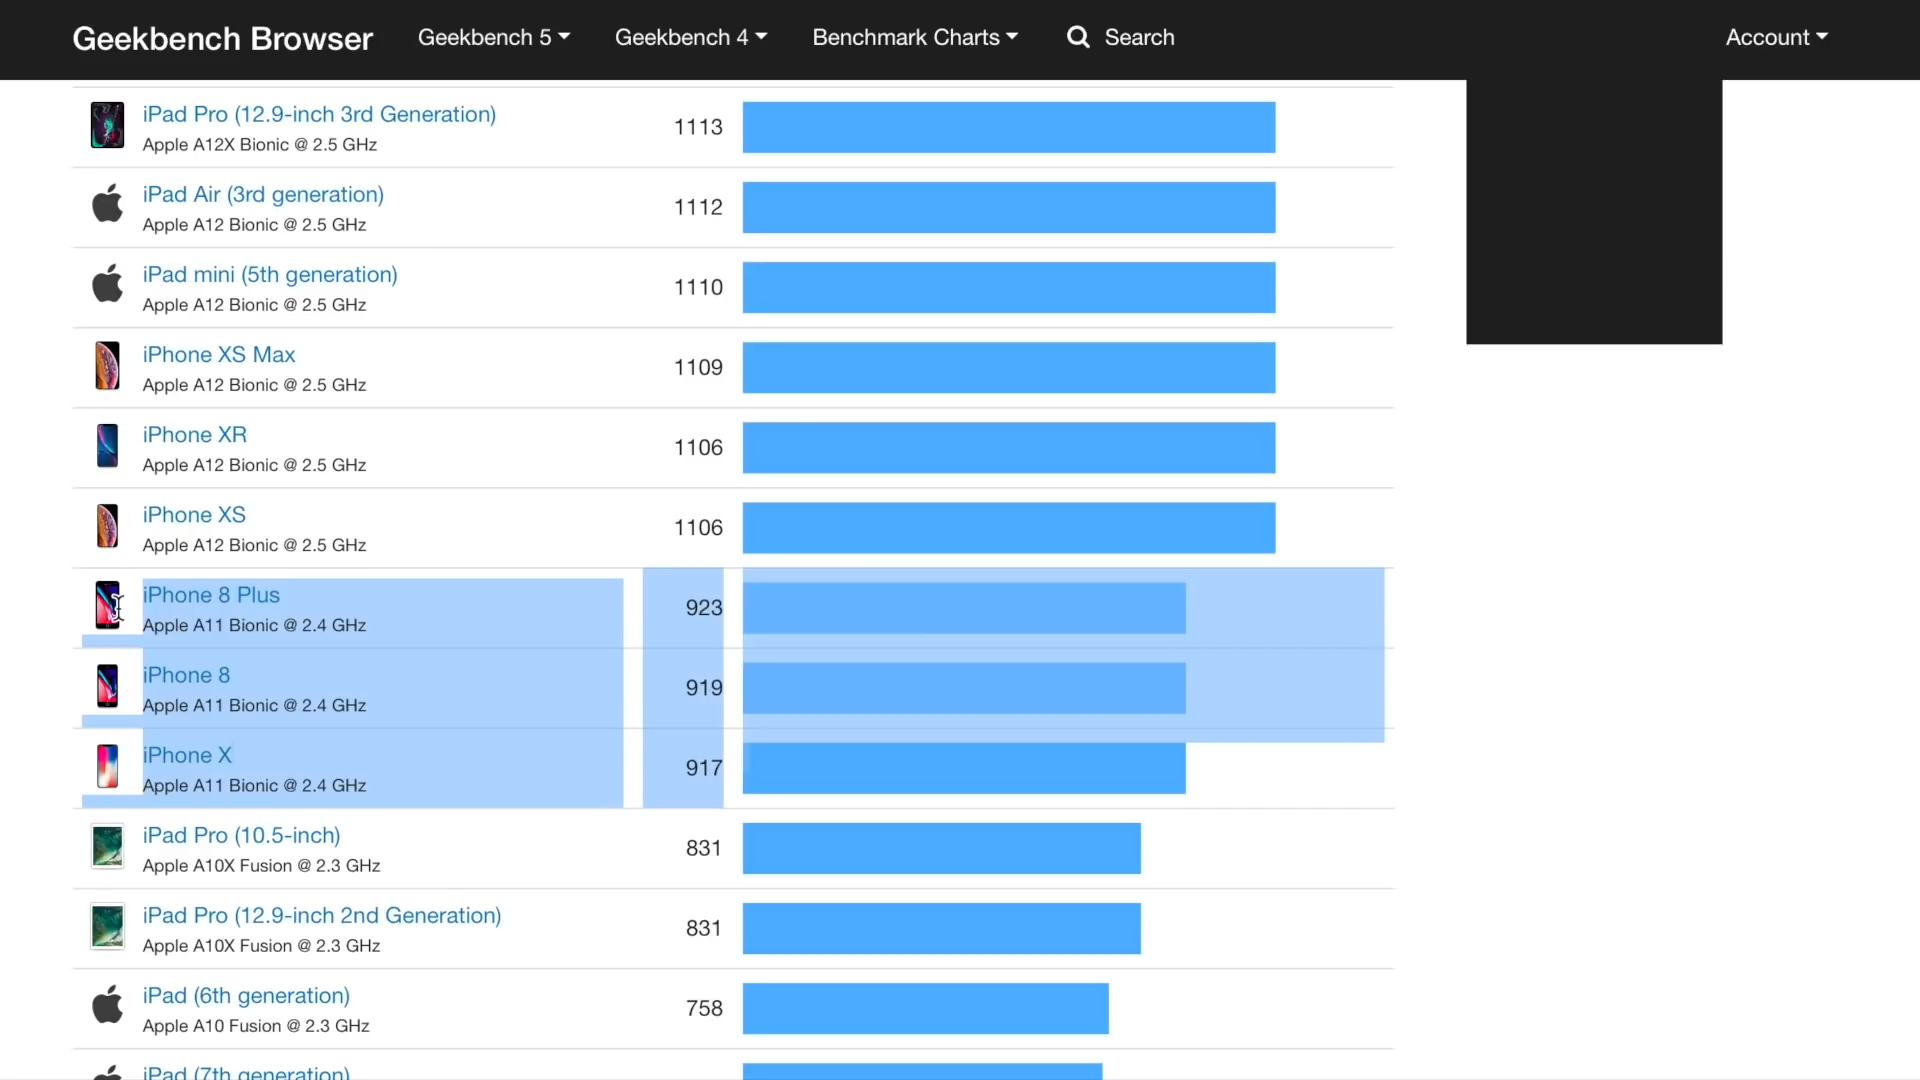 Geekbench Browser Geekbench 5 Geekbench 4 Benchmark Charts Search Account
iPad Pro (12.9-inch 3rd Generation)
Apple A12X Bionic @ 2.5 GHz
1113
iPad Air (3rd generation)
Apple A12 Bionic @ 2.5 GHz
1112
iPad mini (5th generation)
Apple A12 Bionic @ 2.5 GHz
1110
iPhone XS Max
Apple A12 Bionic @ 2.5 GHz
1109
iPhone XR
Apple A12 Bionic @ 2.5 GHz
1106
iPhone XS
Apple A12 Bionic @ 2.5 GHz
1106
iPhone 8 Plus
Apple A11 Bionic @ 2.4 GHz
923
iPhone 8
Apple A11 Bionic @ 2.4 GHz
919
iPhone X
Apple A11 Bionic @ 2.4 GHz
917
iPad Pro (10.5-inch)
Apple A10X Fusion @ 2.3 GHz
831
iPad Pro (12.9-inch 2nd Generation)
Apple A10X Fusion @ 2.3 GHz
831
iPad (6th generation)
Apple A10 Fusion @ 2.3 GHz
758
iPad (7th generation)